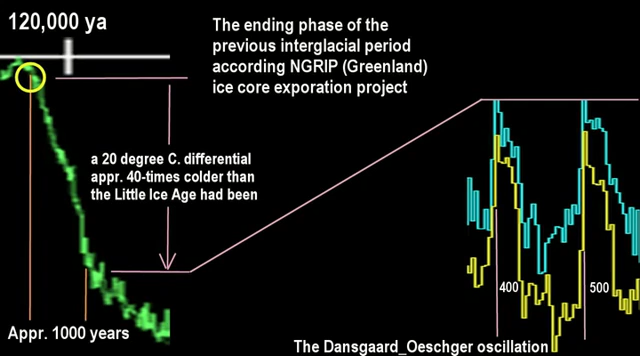 120,000 ya
The ending phase of the
previous interglacial period
according NGRIP (Greenland)
ice core exporation project
a 20 degree C. differential
appr. 40-times colder than
the Little Ice Age had been
400
500
Appr. 1000 years
The Dansgaard_Oeschger oscillation